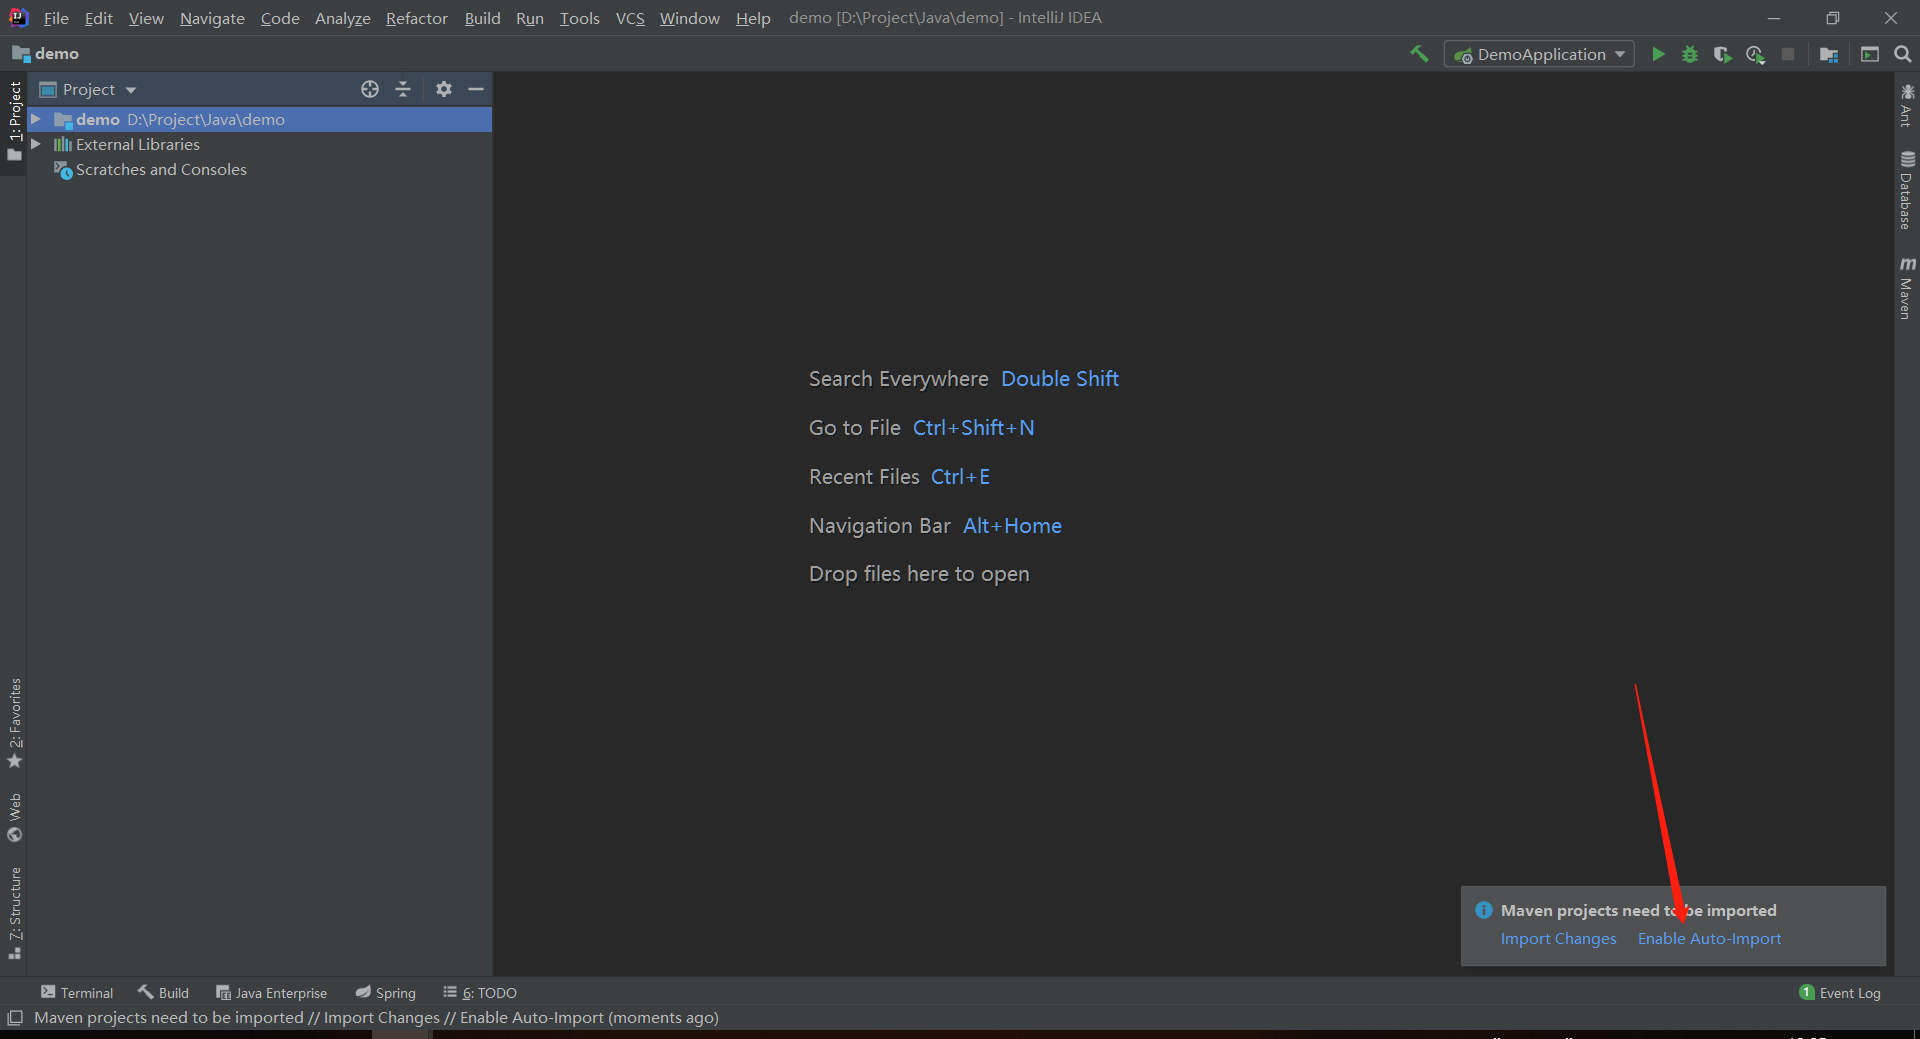 File Edit View Navigate Code Analyze Refactor Build Run Tools VCS Window Help demo [D:\Project\Java\demo] - IntelliJ IDEA
demo
DemoApplication
Project
1: Project
demo D:\Project\Java\demo
External Libraries
Scratches and Consoles
Ant
Database
Maven
Search Everywhere Double Shift
Go to File Ctrl+Shift+N
Recent Files Ctrl+E
Navigation Bar Alt+Home
Drop files here to open
2: Favorites
Web
7: Structure
Maven projects need to be imported
Import Changes Enable Auto-Import
Terminal Build Java Enterprise Spring 6: TODO
1 Event Log
Maven projects need to be imported // Import Changes // Enable Auto-Import (moments ago)